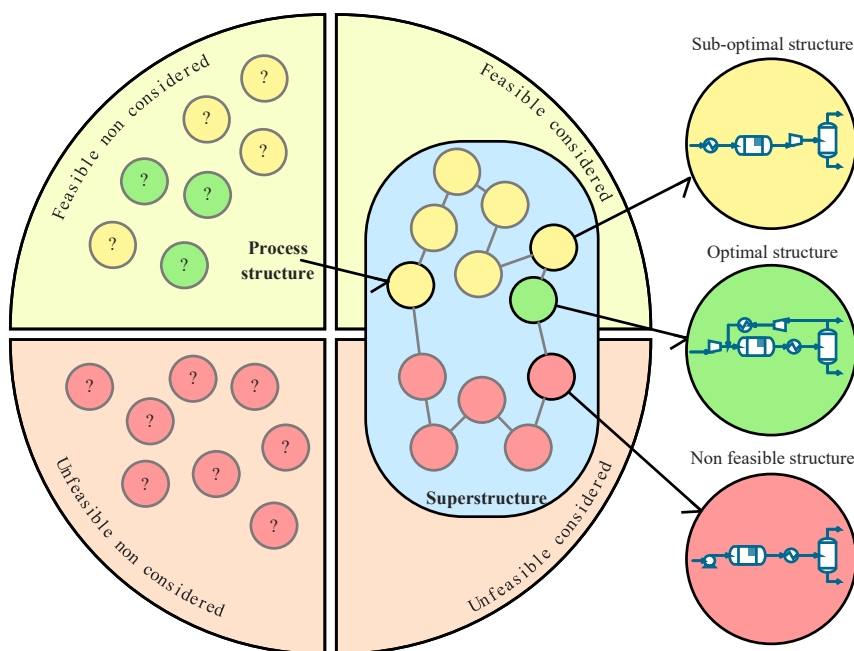 Sub-optimal structure
Feasible non considered
Feasible considered
?
?
?
?
?
?
?
Process
structure
Optimal structure
?
?
?
?
?
?
?
?
Non feasible structure
Superstructure
Unfeasible non considered
Unfeasible considered